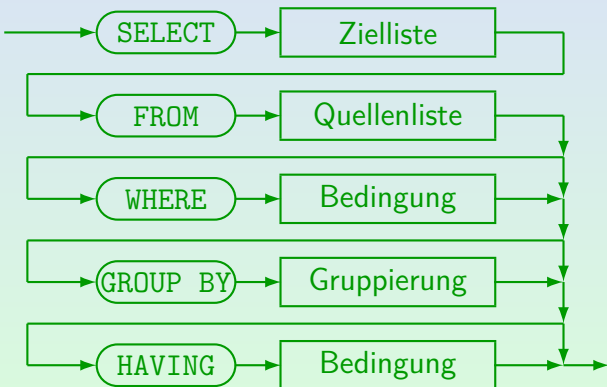 SELECT Zielliste
FROM Quellenliste
WHERE Bedingung
GROUP BY Gruppierung
HAVING Bedingung